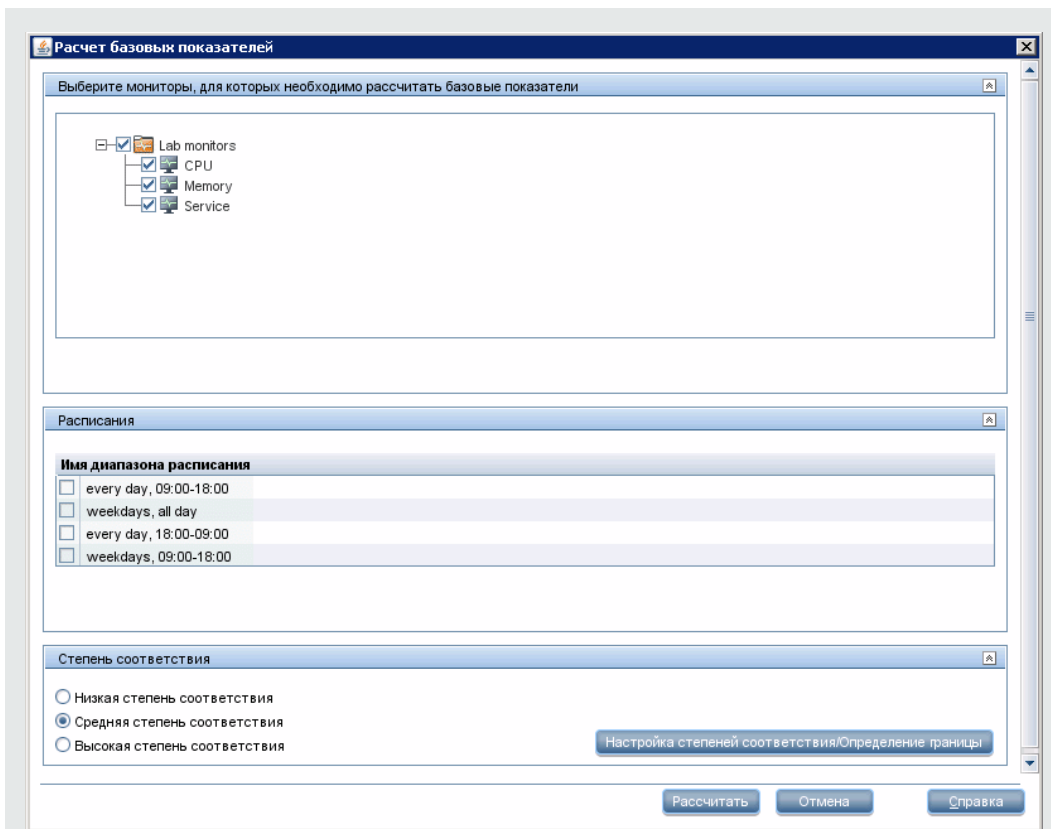 Расчет базовых показателей
Выберите мониторы, для которых необходимо рассчитать базовые показатели
Lab monitors
CPU
Memory
Service
Расписания
Имя диапазона расписания
every day, 09:00-18:00
weekdays, all day
every day, 18:00-09:00
weekdays, 09:00-18:00
Степень соответствия
Низкая степень соответствия
Средняя степень соответствия
Высокая степень соответствия
Настройка степеней соответствия/Определение границы
Рассчитать Отмена Справка